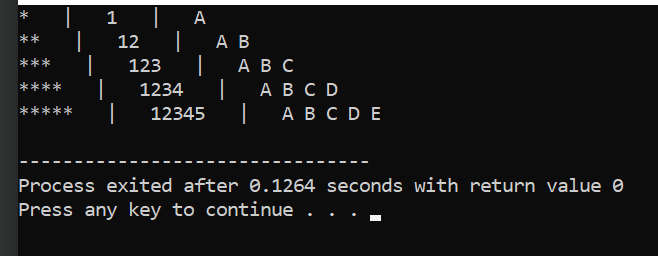 *   |   1   |   A
**   |   12   |   A B
***   |   123   |   A B C
****   |   1234   |   A B C D
*****   |   12345   |   A B C D E
--------------------------------
Process exited after 0.1264 seconds with return value 0
Press any key to continue . . .